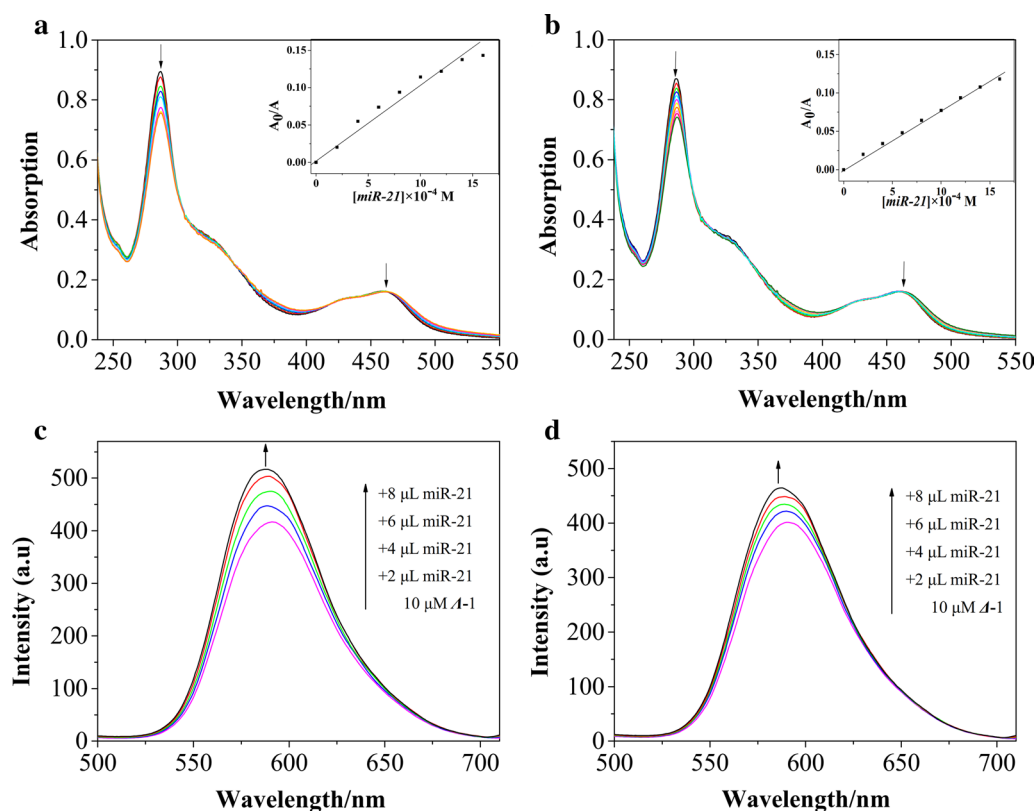 a
1.0
0.8
0.6
0.4
0.2
0.0
Absorption
250 300 350 400 450 500 550
Wavelength/nm
0.15
0.10
0.05
0.00
A0/A
0 5 10 15
[miR-21]×10⁻⁴ M
b
1.0
0.8
0.6
0.4
0.2
0.0
Absorption
250 300 350 400 450 500 550
Wavelength/nm
0.15
0.10
0.05
0.00
A0/A
0 5 10 15
[miR-21]×10⁻⁴ M
c
500
400
300
200
100
0
Intensity (a.u)
+8 μL miR-21
+6 μL miR-21
+4 μL miR-21
+2 μL miR-21
10 μM Λ-1
500 550 600 650 700
Wavelength/nm
d
500
400
300
200
100
0
Intensity (a.u)
+8 μL miR-21
+6 μL miR-21
+4 μL miR-21
+2 μL miR-21
10 μM Δ-1
500 550 600 650 700
Wavelength/nm